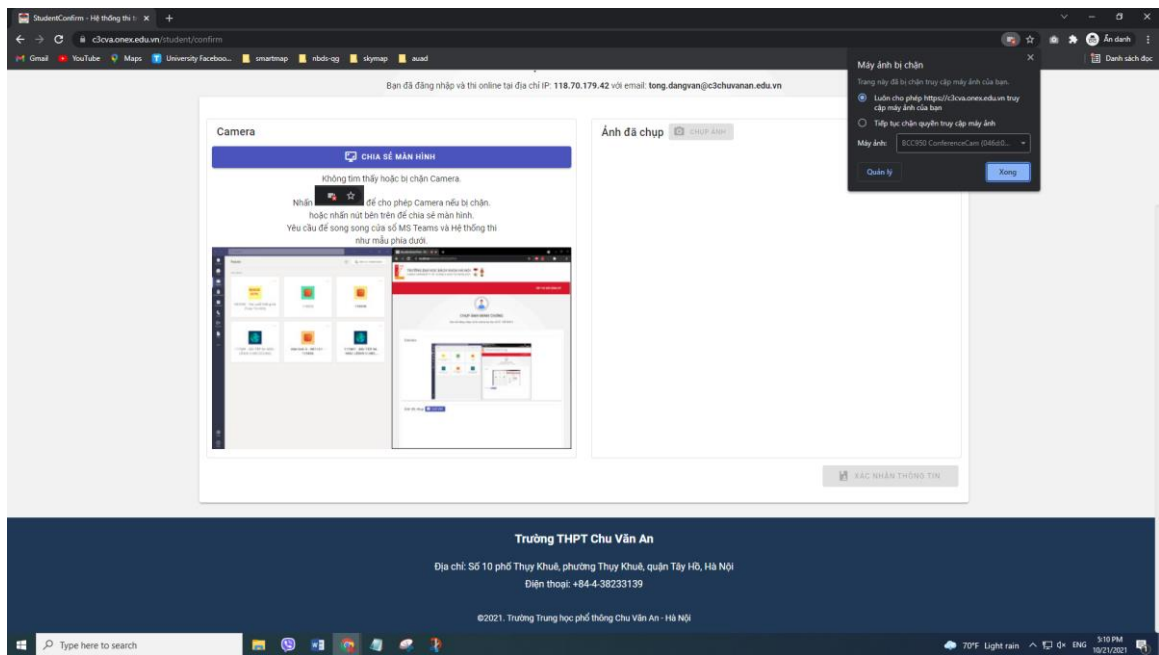 StudentConfirm - Hệ thống thi tr
c3cva.onex.edu.vn/student/confirm
Ẩn danh
Gmail
YouTube
Maps
University Faceboo...
smartmap
nbds-qg
skymap
auad
Danh sách đọc
Bạn đã đăng nhập và thi online tại địa chỉ IP: 118.70.179.42 với email: tong.dangvan@c3chuvanan.edu.vn
Máy ảnh bị chặn
Trang này đã bị chặn truy cập máy ảnh của bạn.
Luôn cho phép https://c3cva.onex.edu.vn truy
cập máy ảnh của bạn
Tiếp tục chặn quyền truy cập máy ảnh
Máy ảnh:
BCC950 ConferenceCam (046d:0...
Quản lý
Xong
Camera
CHIA SẺ MÀN HÌNH
Không tìm thấy hoặc bị chặn Camera.
Nhấn để cho phép Camera nếu bị chặn.
hoặc nhấn nút bên trên để chia sẻ màn hình.
Yêu cầu để song song cửa sổ MS Teams và Hệ thống thi
như mẫu phía dưới.
Ảnh đã chụp
CHỤP ẢNH
XÁC NHẬN THÔNG TIN
Trường THPT Chu Văn An
Địa chỉ: Số 10 phố Thụy Khuê, phường Thụy Khuê, quận Tây Hồ, Hà Nội
Điện thoại: +84-4-38233139
©2021. Trường Trung học phổ thông Chu Văn An - Hà Nội
Type here to search
70°F Light rain
ENG
5:10 PM
10/21/2021